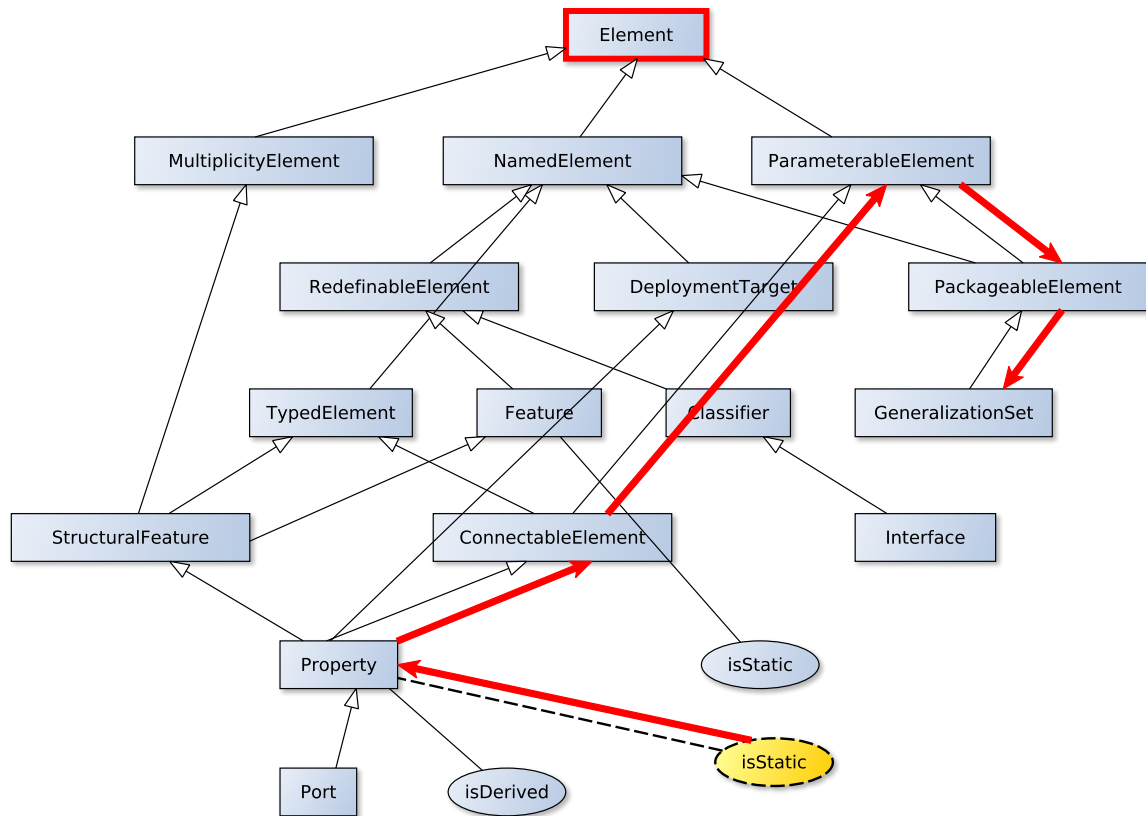 Element
MultiplicityElement
NamedElement
ParameterableElement
RedefinableElement
DeploymentTarget
PackageableElement
TypedElement
Feature
Classifier
GeneralizationSet
StructuralFeature
ConnectableElement
Interface
Property
isStatic
isStatic
Port
isDerived